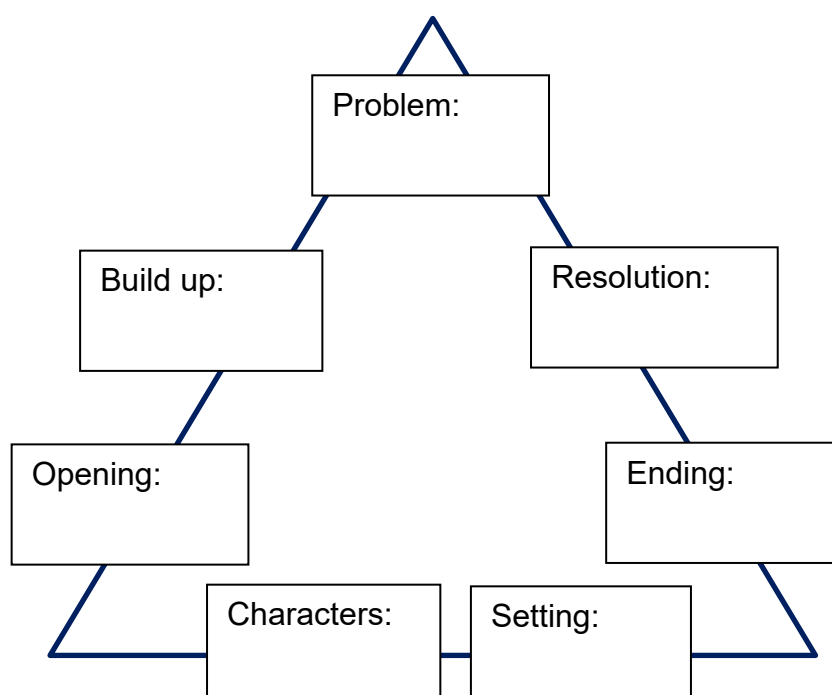 Problem:
Build up:
Resolution:
Opening:
Ending:
Characters:
Setting: